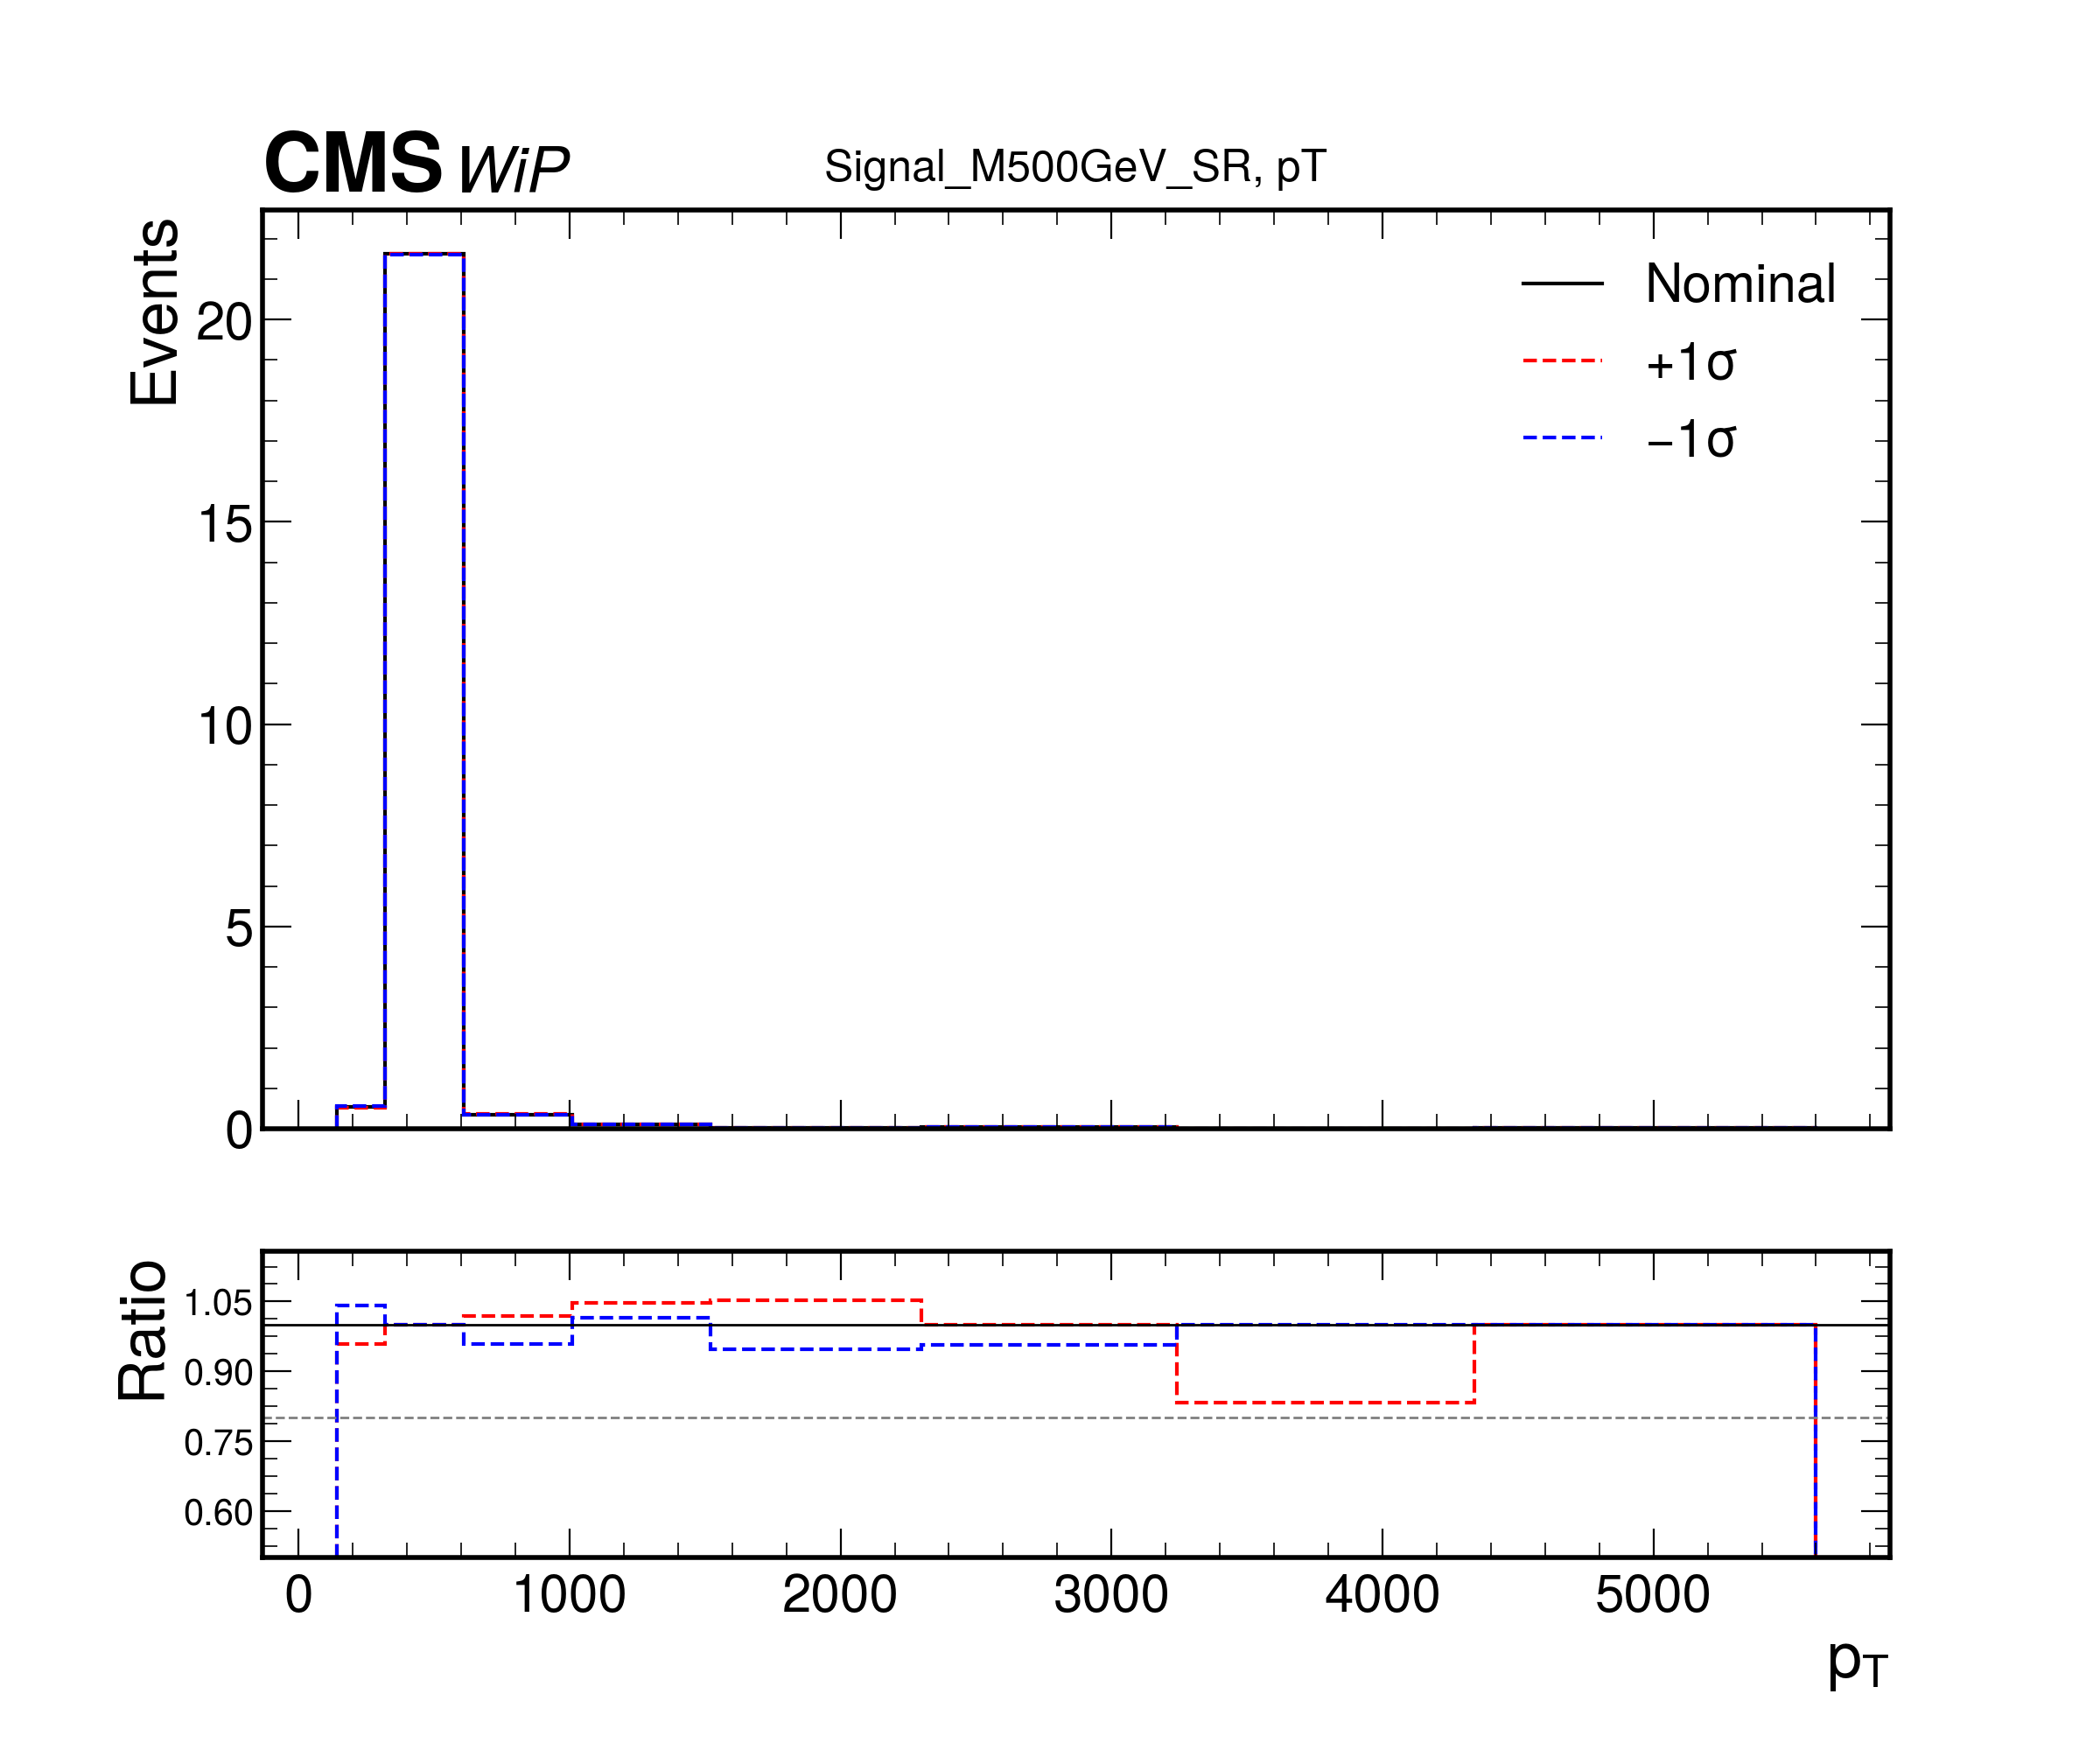 CMS WiP
Signal_M500GeV_SR, pT
Events
20
15
10
5
0
Nominal
+1σ
−1σ
Ratio
1.05
0.90
0.75
0.60
0 1000 2000 3000 4000 5000
pT